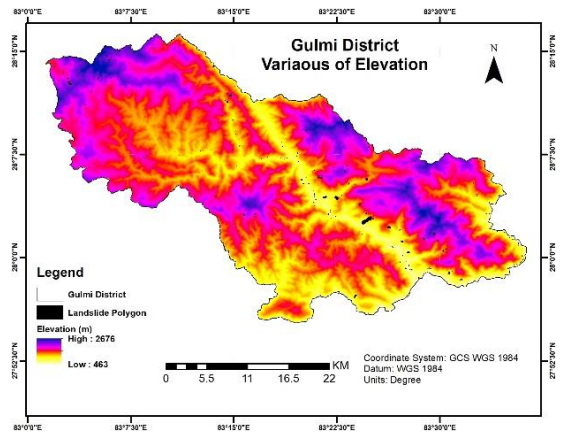 83°0'0"E 83°7'30"E 83°15'0"E 83°22'30"E 83°30'0"E
Gulmi District
Variaous of Elevation
N
28°15'0"N
28°15'0"N
28°7'30"N
28°7'30"N
28°0'0"N
28°0'0"N
27°52'30"N
27°52'30"N
Legend
Gulmi District
Landslide Polygon
Elevation (m)
High : 2676
Low : 463
KM
0 2.75 5.5 11 16.5 22
Coordinate System: GCS WGS 1984
Datum: WGS 1984
Units: Degree
83°0'0"E 83°7'30"E 83°15'0"E 83°22'30"E 83°30'0"E